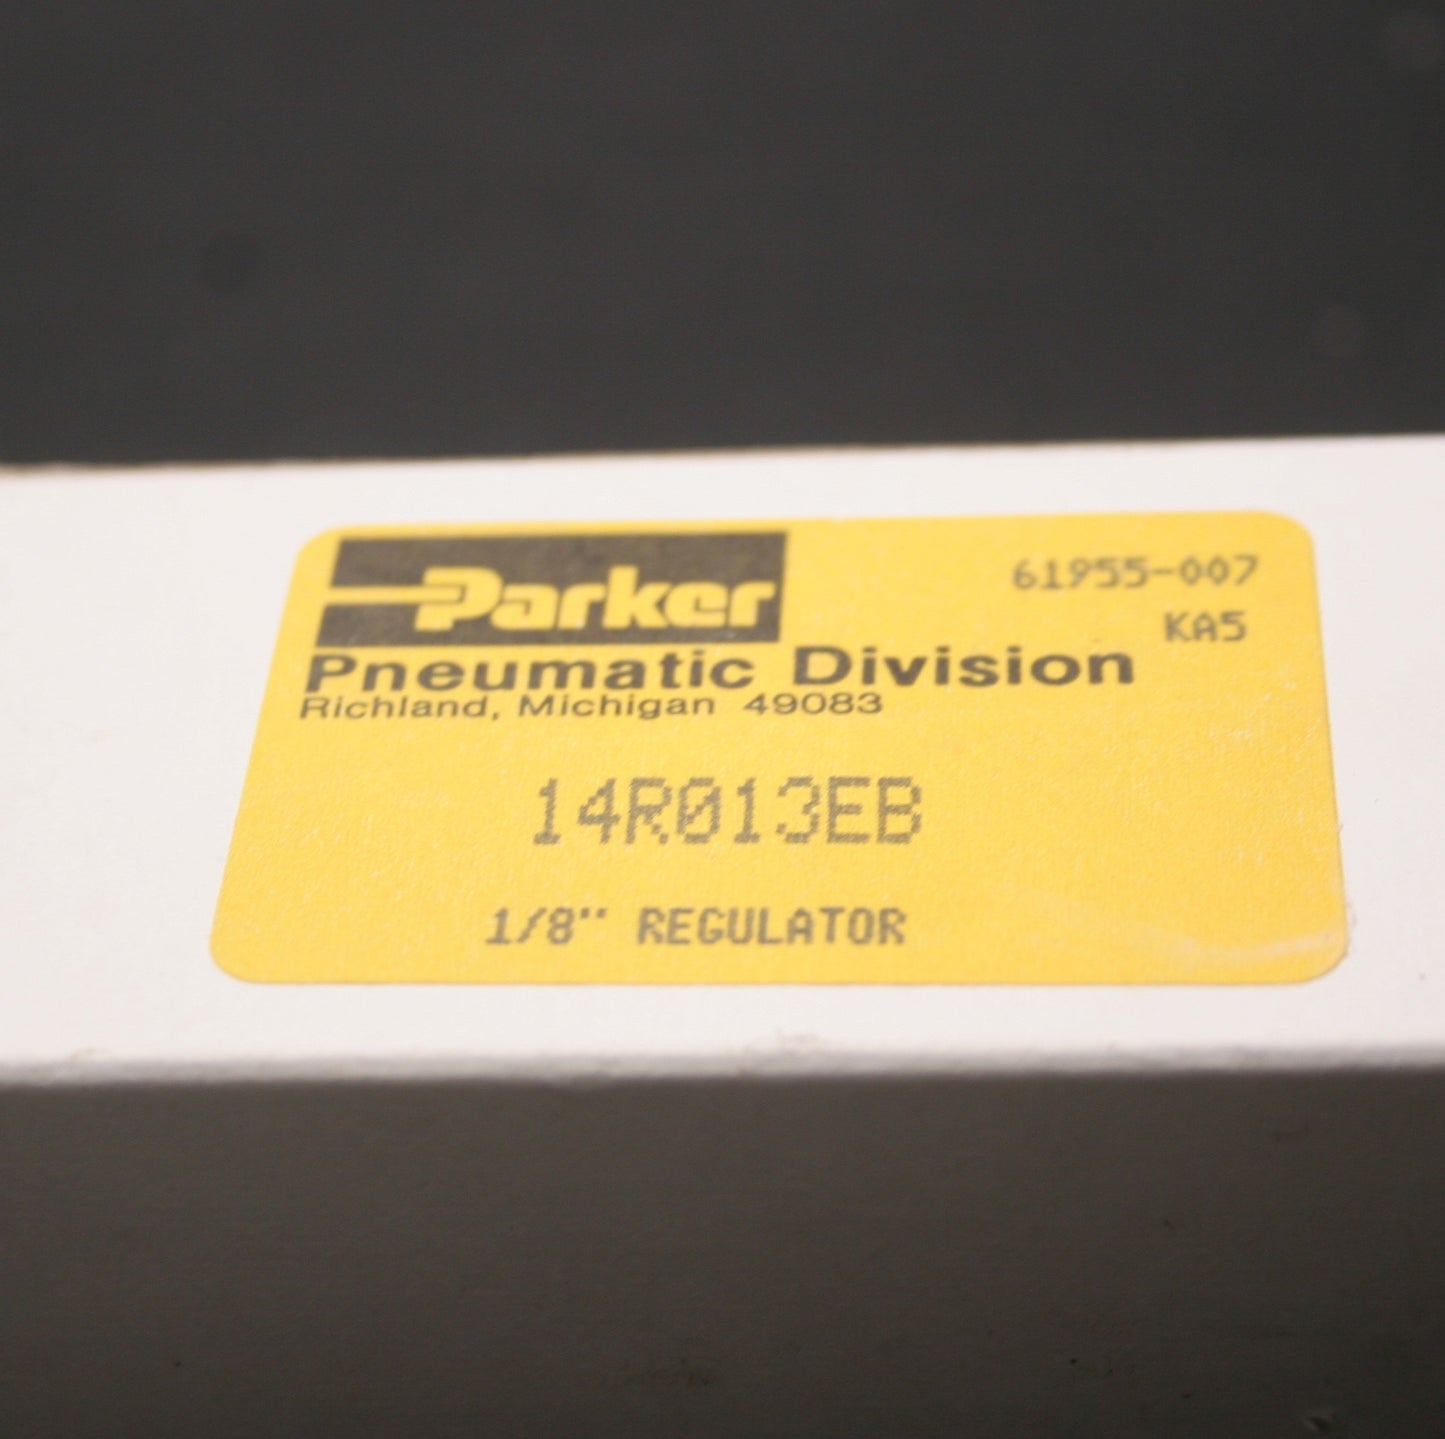 Parker
61955-007
KA5
Pneumatic Division
Richland, Michigan 49083
14R013EB
1/8" REGULATOR